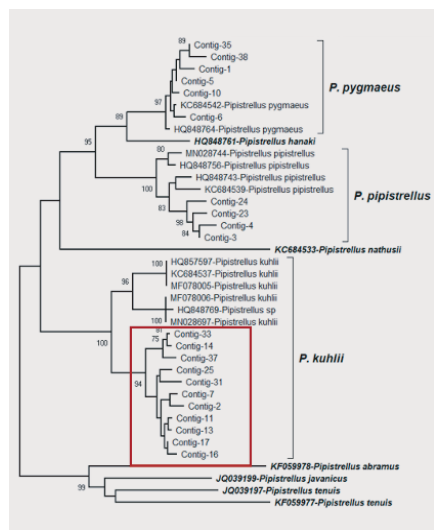 89
Contig-35
Contig-38
Contig-1
Contig-5
Contig-10
97
KC684542-Pipistrellus pygmaeus
Contig-6
HQ848764-Pipistrellus pygmaeus
P. pygmaeus
89
HQ848761-Pipistrellus hanaki
95
80
MN028744-Pipistrellus pipistrellus
HQ848756-Pipistrellus pipistrellus
100
HQ848743-Pipistrellus pipistrellus
KC684539-Pipistrellus pipistrellus
83
Contig-24
Contig-23
98
Contig-4
84
Contig-3
P. pipistrellus
KC684533-Pipistrellus nathusii
HQ857597-Pipistrellus kuhlii
100
KC684537-Pipistrellus kuhlii
96
MF078005-Pipistrellus kuhlii
MF078006-Pipistrellus kuhlii
HQ848769-Pipistrellus sp
100
MN028697-Pipistrellus kuhlii
100
81
Contig-33
75
Contig-14
Contig-37
94
Contig-25
Contig-31
Contig-7
Contig-2
Contig-11
Contig-13
Contig-17
Contig-16
P. kuhlii
KF059978-Pipistrellus abramus
99
JQ039199-Pipistrellus javanicus
JQ039197-Pipistrellus tenuis
KF059977-Pipistrellus tenuis